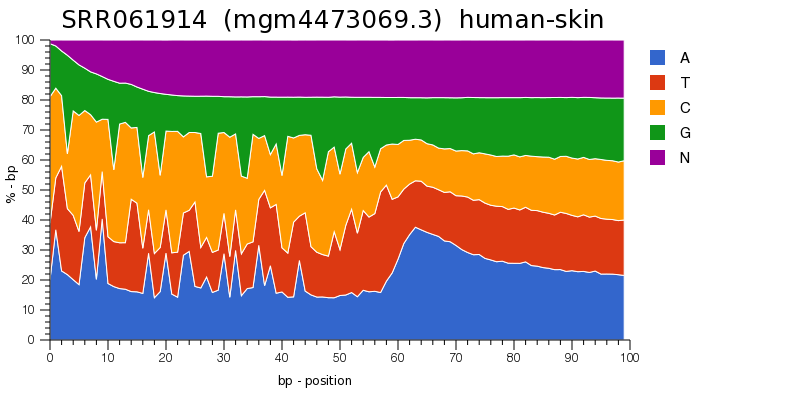 SRR061914 (mgm4473069.3) human-skin
100
90
80
70
60
50
40
30
20
10
0
% - bp
0 10 20 30 40 50 60 70 80 90 100
bp - position
A
T
C
G
N